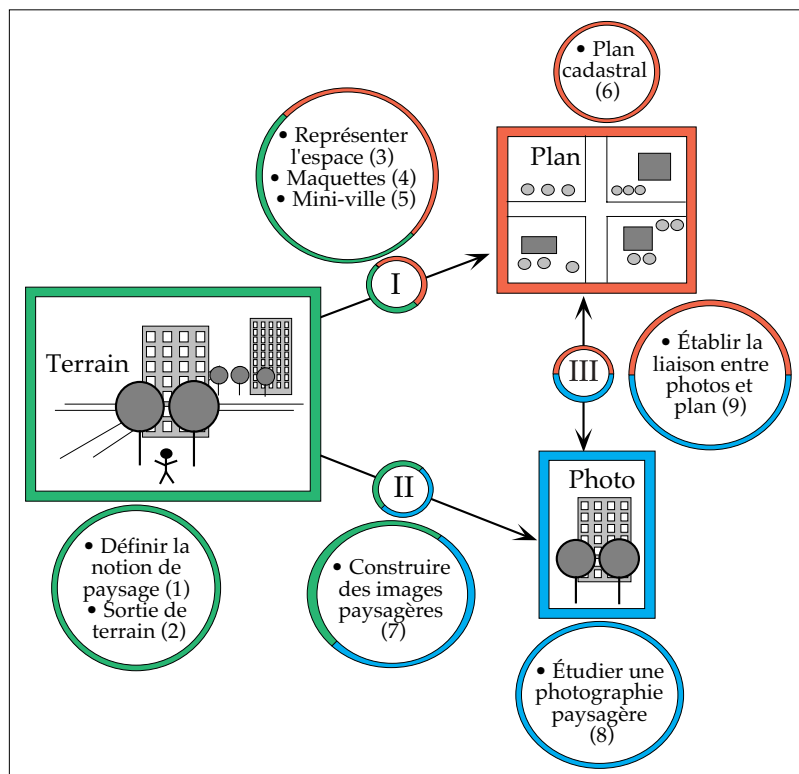 • Plan
cadastral
(6)
• Représenter
l'espace (3)
• Maquettes (4)
• Mini-ville (5)
Plan
I
Terrain
• Établir la
liaison entre
photos et
plan (9)
III
II
Photo
• Définir la
notion de
paysage (1)
• Sortie de
terrain (2)
• Construire
des images
paysagères
(7)
• Étudier une
photographie
paysagère
(8)